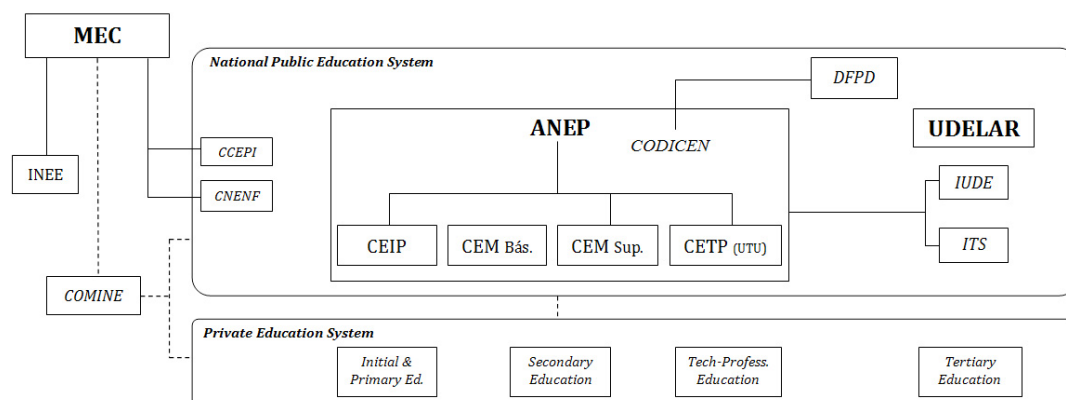 MEC
National Public Education System
DFPD
ANEP
CODICEN
UDELAR
CCEPI
INEE
CNENF
IUDE
CEIP
CEM Bás.
CEM Sup.
CETP (UTU)
ITS
COMINE
Private Education System
Initial &
Primary Ed.
Secondary
Education
Tech-Profess.
Education
Tertiary
Education